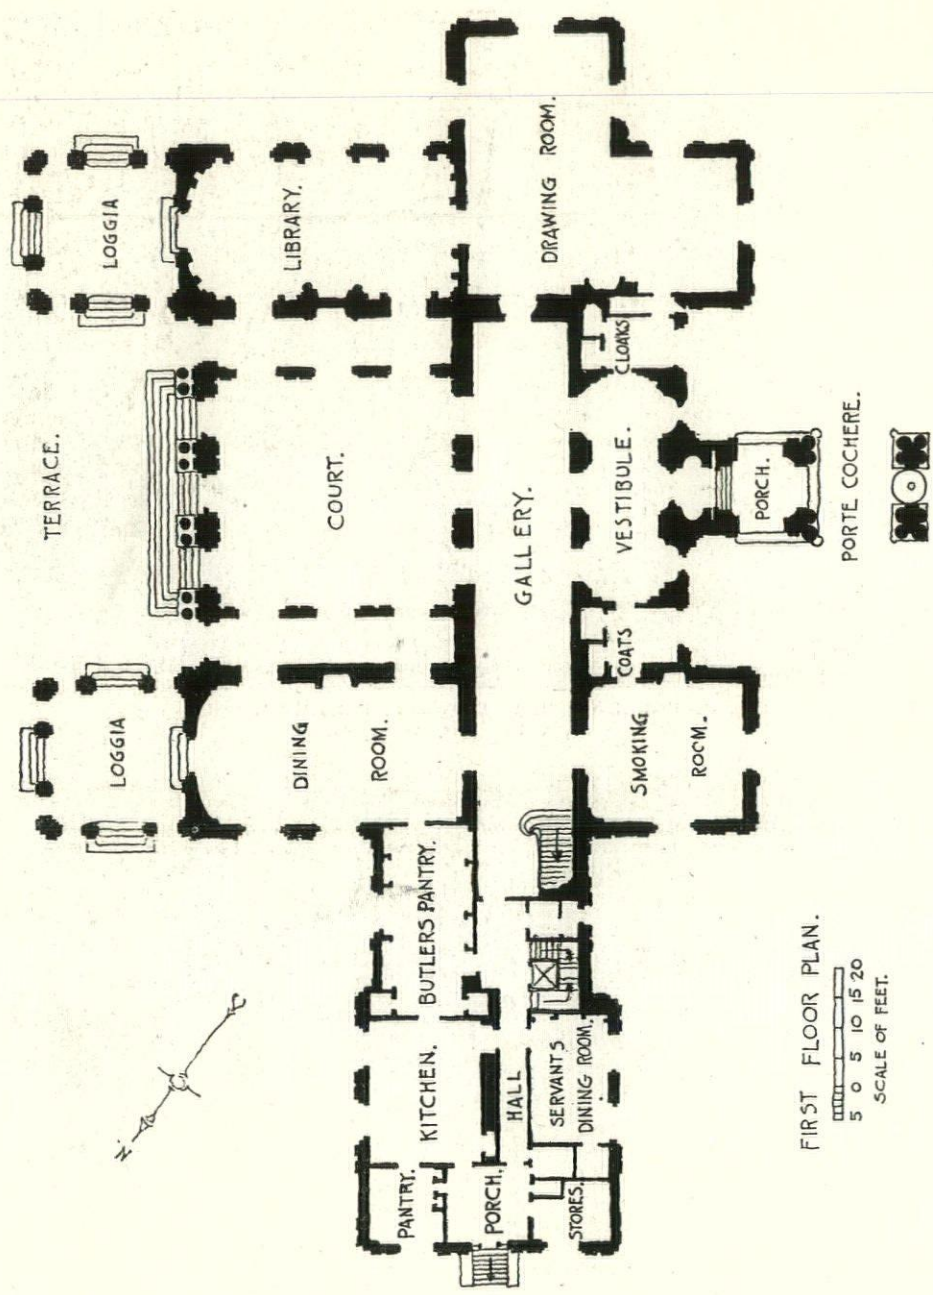 TERRACE.
N.
LOGGIA
LOGGIA
DINING
ROOM.
COURT.
LIBRARY.
PANTRY.
KITCHEN.
BUTLERS PANTRY.
PORCH.
HALL
GALLERY.
DRAWING ROOM.
STORES.
SERVANTS
DINING ROOM.
SMOKING
ROOM.
COATS
VESTIBULE.
CLOAKS
PORCH.
PORTE COCHERE.
FIRST FLOOR PLAN.
5 0 5 10 15 20
SCALE OF FEET.